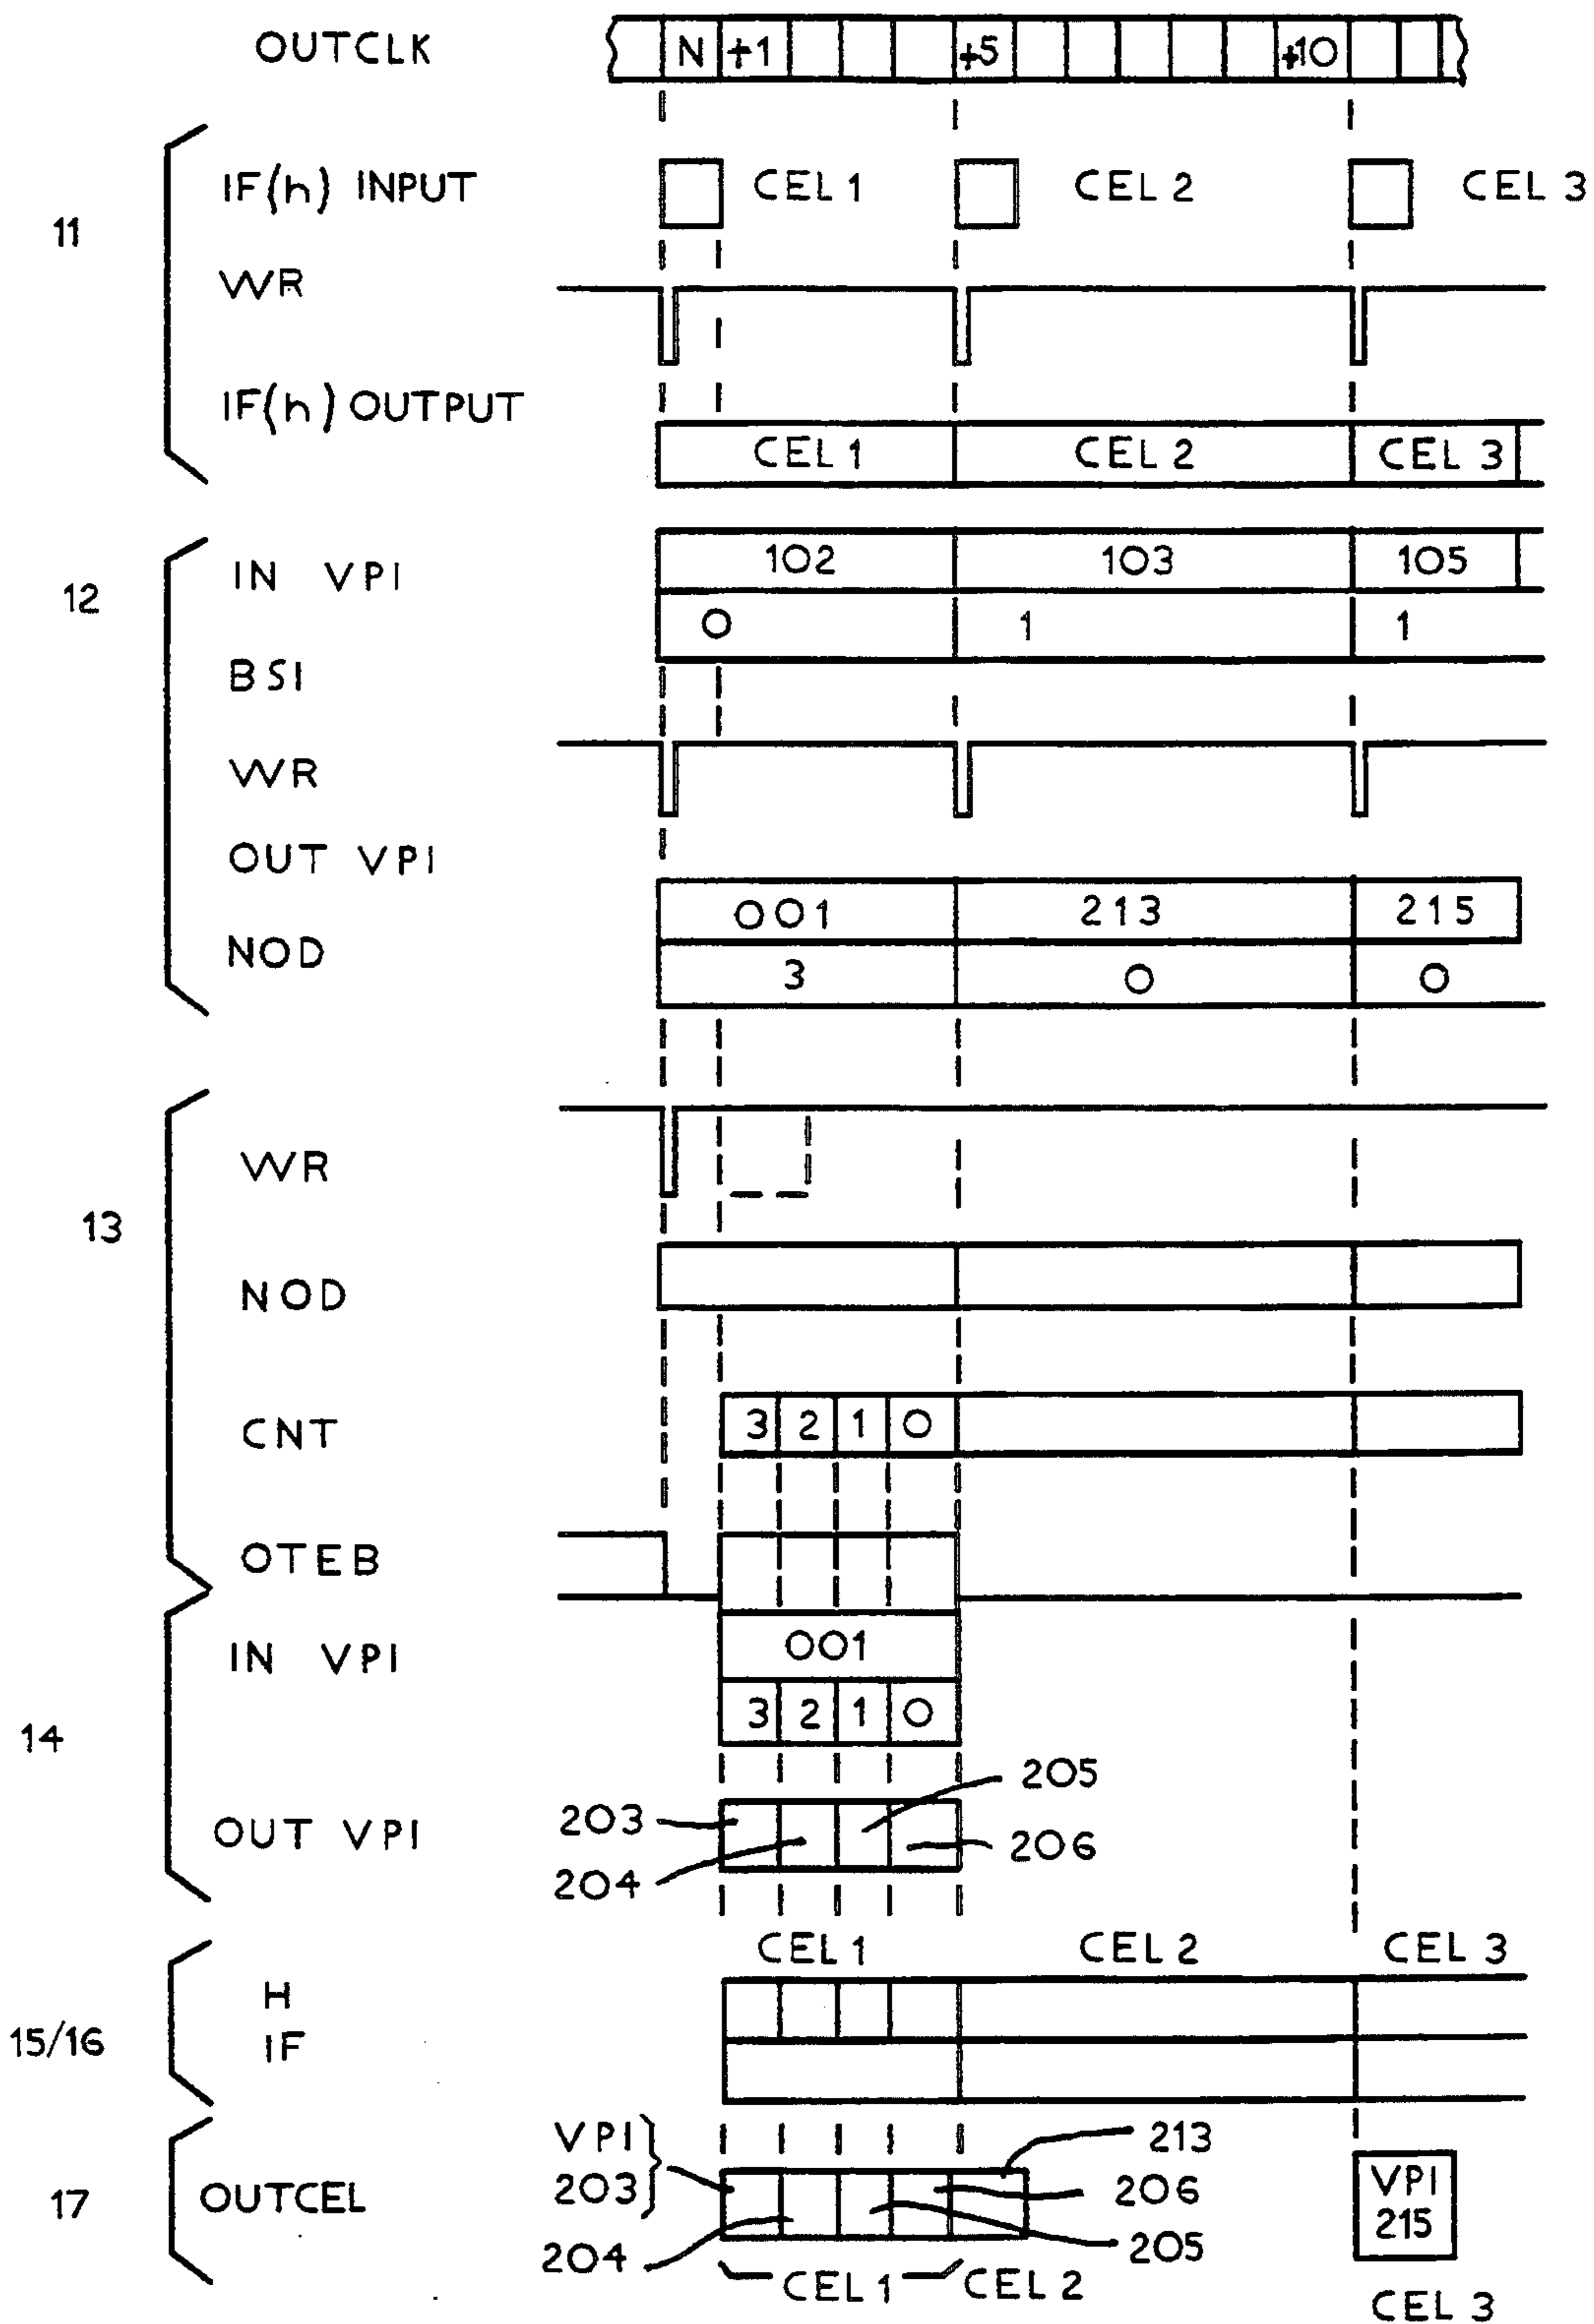 OUTCLK N +1 +5 +10
11
IF(h) INPUT CEL 1 CEL 2 CEL 3
WR
IF(h) OUTPUT
CEL 1 CEL 2 CEL 3
12
IN VPI 102 103 105
0 1 1
BSI
WR
OUT VPI
001 213 215
NOD
3 0 0
13
WR
NOD
CNT 3 2 1 0
OTEB
14
IN VPI 001
3 2 1 0
205
203
OUT VPI
206
204
CEL 1 CEL 2 CEL 3
15/16
H
IF
VPI 213
203 206
17
OUTCEL
VPI
215
204 205
CEL 1 CEL 2
CEL 3